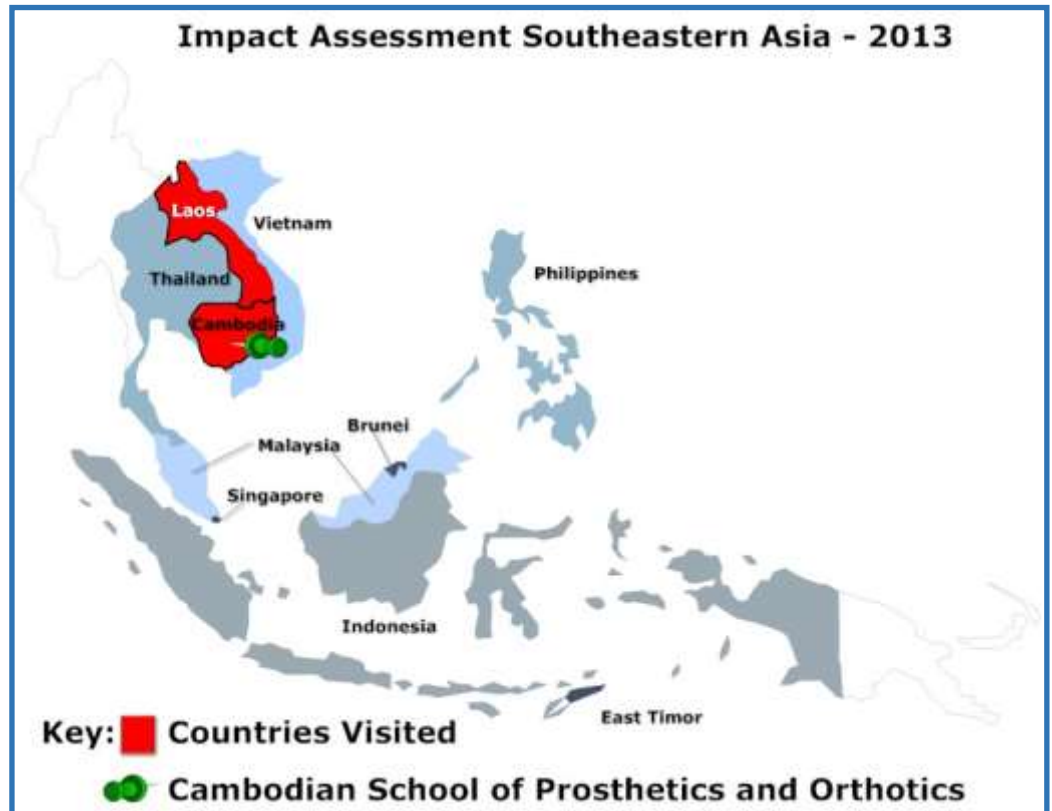 Impact Assessment Southeastern Asia - 2013
Laos
Vietnam
Thailand
Philippines
Cambodia
Brunei
Malaysia
Singapore
Indonesia
East Timor
Key: Countries Visited
Cambodian School of Prosthetics and Orthotics